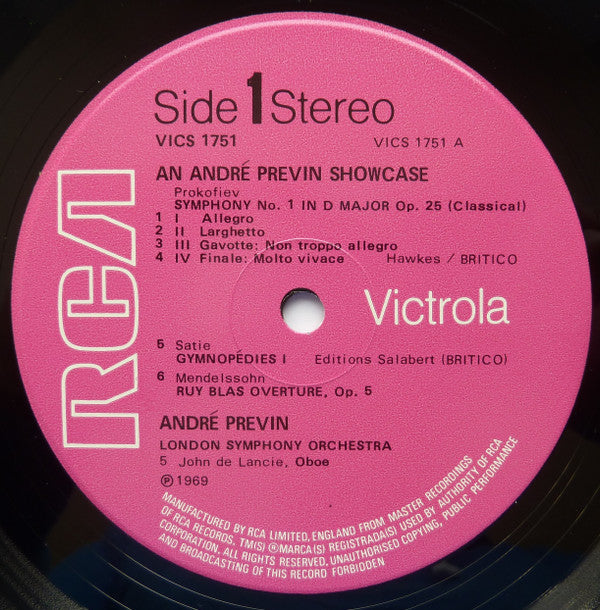 Side 1 Stereo
VICS 1751 VICS 1751 A
AN ANDRÉ PREVIN SHOWCASE
Prokofiev
SYMPHONY No. 1 IN D MAJOR Op. 25 (Classical)
1 I Allegro
2 II Larghetto
3 III Gavotte: Non troppo allegro
4 IV Finale: Molto vivace Hawkes / BRITICO
RCA
Victrola
5 Satie
GYMNOPÉDIES I Editions Salabert (BRITICO)
6 Mendelssohn
RUY BLAS OVERTURE, Op. 5
ANDRÉ PREVIN
LONDON SYMPHONY ORCHESTRA
5 John de Lancie, Oboe
℗ 1969
MANUFACTURED BY RCA LIMITED, ENGLAND FROM MASTER RECORDINGS
OF RCA RECORDS. TM(S) ® MARCA(S) REGISTRADA(S) USED BY AUTHORITY OF RCA
CORPORATION. ALL RIGHTS RESERVED. UNAUTHORISED COPYING, PUBLIC PERFORMANCE
AND BROADCASTING OF THIS RECORD FORBIDDEN